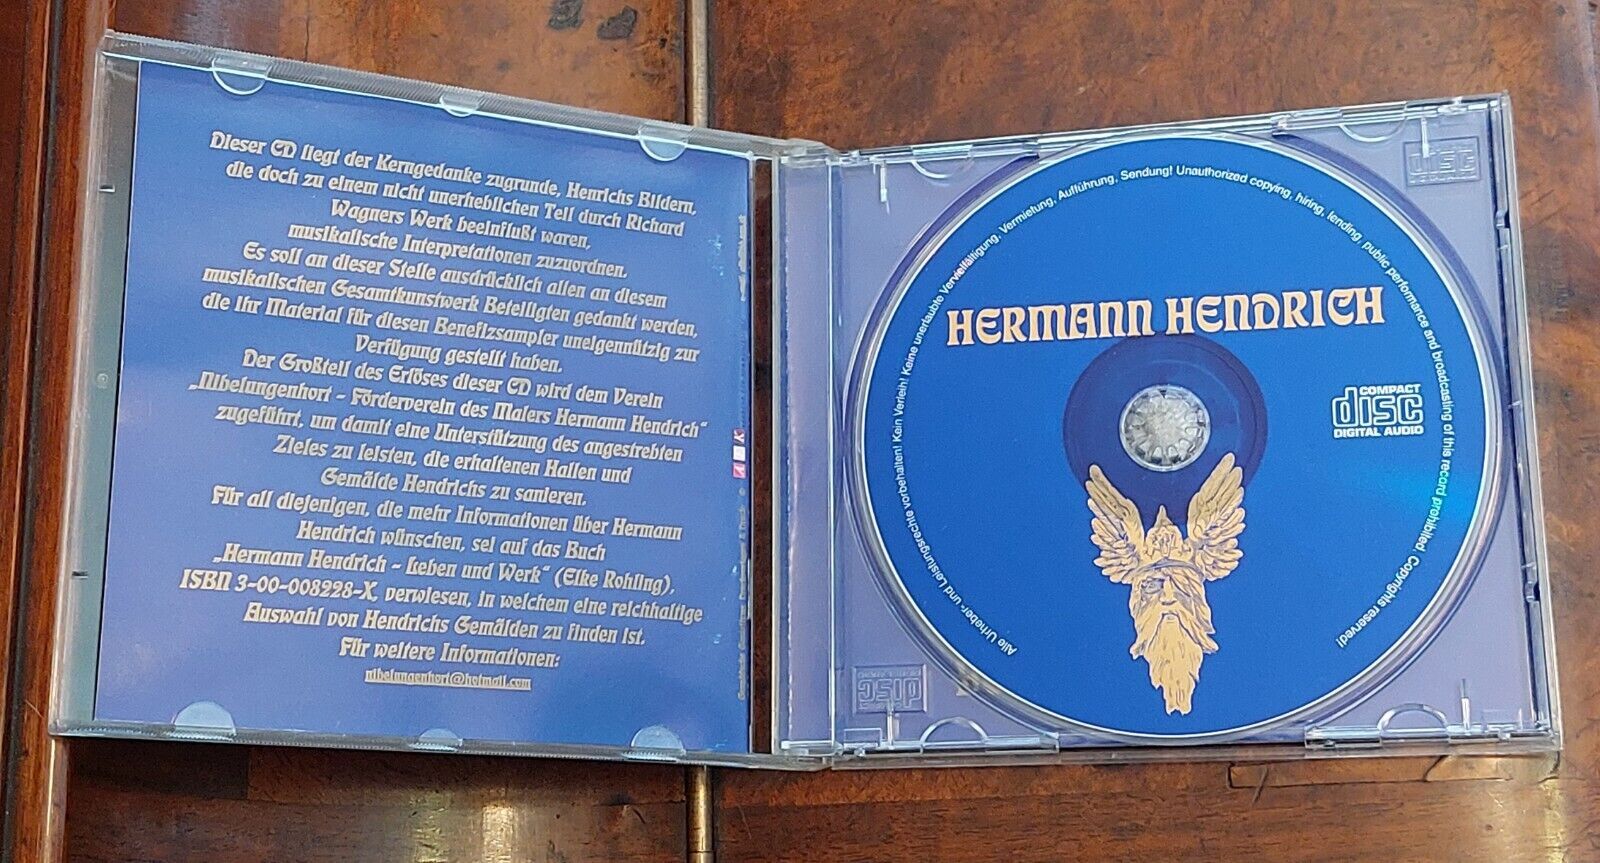 Dieser CD liegt der Kerngedanke zugrunde, Henrichs Bildern,
die doch zu einem nicht unerheblichen Teil durch Richard
Wagners Werk beeinflußt waren,
musikalische Interpretationen zuzuordnen.
Es soll an dieser Stelle ausdrücklich allen an diesem
musikalischen Gesamtkunstwerk Beteiligten gedankt werden,
die ihr Material für diesen Benefizsampler uneigennützig zur
Verfügung gestellt haben.
Der Großteil des Erlöses dieser CD wird dem Verein
„Nibelungenhort - Förderverein des Malers Hermann Hendrich“
zugeführt, um damit eine Unterstützung des angestrebten
Zieles zu leisten, die erhaltenen Hallen und
Gemälde Hendrichs zu sanieren.
Für all diejenigen, die mehr Informationen über Hermann
Hendrich wünschen, sei auf das Buch
„Hermann Hendrich - Leben und Werk“ (Elke Rohling),
ISBN 3-00-008228-X, verwiesen, in welchem eine reichhaltige
Auswahl von Hendrichs Gemälden zu finden ist.
Für weitere Informationen:
nibelungenhort@hotmail.com
HERMANN HENDRICH
COMPACT
disc
DIGITAL AUDIO
Alle Urheber- und Leistungsrechte vorbehalten! Kein Verleih! Keine unerlaubte Vervielfältigung, Vermietung, Aufführung, Sendung! Unauthorized copying, hiring, lending, public performance and broadcasting of this record prohibited. Copyrights reserved!
disc
disc